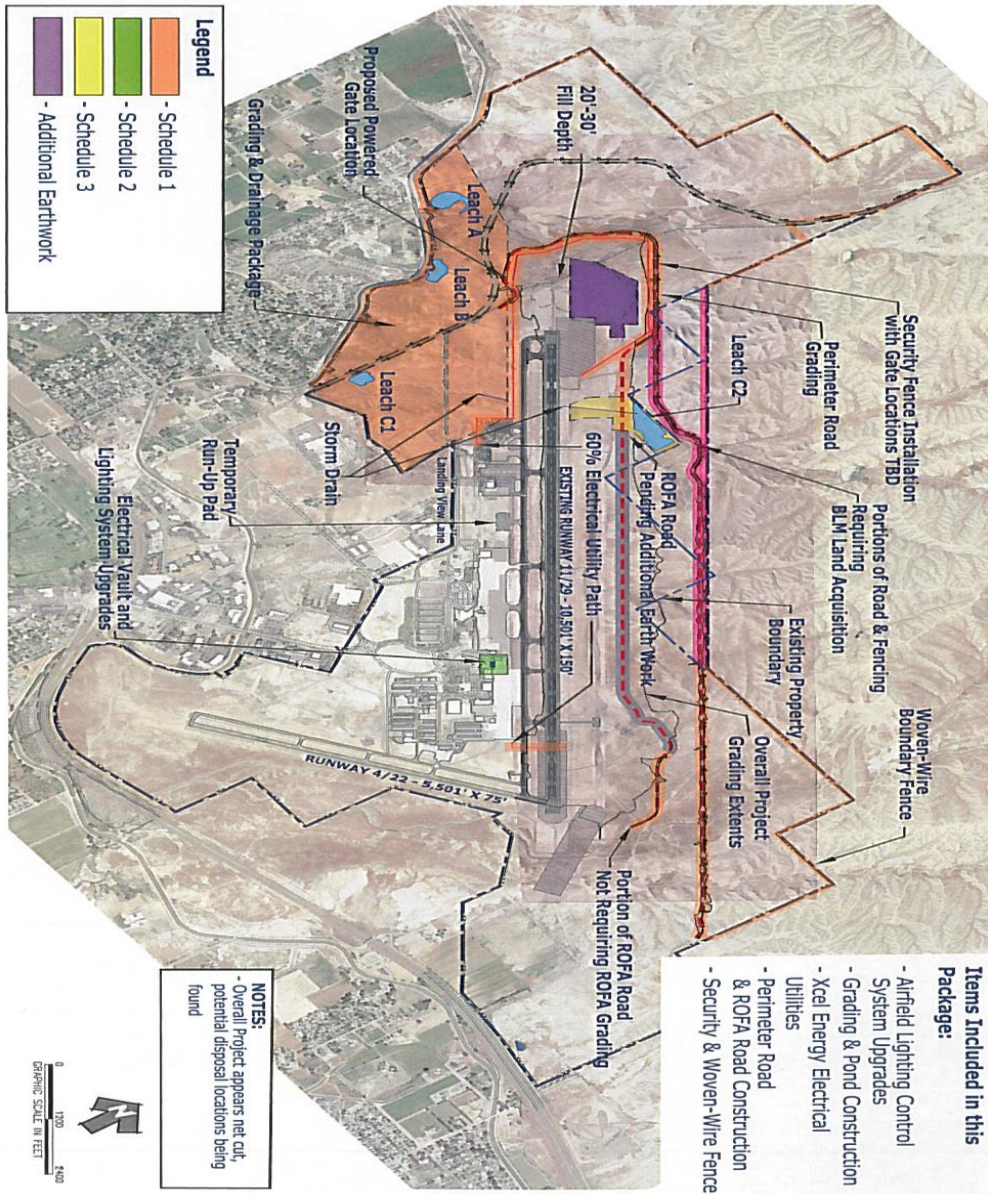 Items Included in this
Package:
- Airfield Lighting Control
System Upgrades
- Grading & Pond Construction
- Xcel Energy Electrical
Utilities
- Perimeter Road
& ROFA Road Construction
- Security & Woven-Wire Fence
Woven-Wire
Boundary Fence
Security Fence Installation
with Gate Locations TBD
Perimeter Road
Grading
Leach C2
Portions of Road & Fencing
Requiring
BLM Land Acquisition
Existing Property
Boundary
Overall Project
Grading Extents
ROFA Road
Pending Additional Earth Work
Portion of ROFA Road
Not Requiring ROFA Grading
20'-30'
Fill Depth
Proposed Powered
Gate Location
Grading & Drainage Package
Leach A
Leach B
Leach C1
Storm Drain
60% Electrical Utility Path
EXISTING RUNWAY 11/29 - 10,501 X 150'
Landing View Lane
Temporary
Run-Up Pad
Electrical Vault and
Lighting System Upgrades
RUNWAY 4/22 - 5,501' X 75'
Legend
- Schedule 1
- Schedule 2
- Schedule 3
- Additional Earthwork
NOTES:
- Overall Project appears net cut,
potential disposal locations being
found
0 1200 2400
GRAPHIC SCALE IN FEET
N